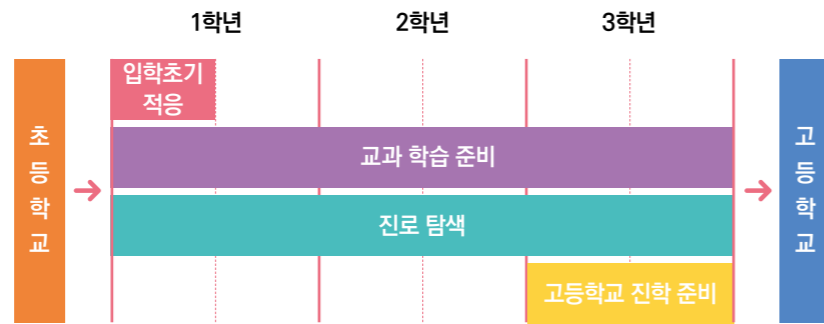 1학년 2학년 3학년
초등학교
입학초기
적응
교과 학습 준비
진로 탐색
고등학교 진학 준비
고등학교